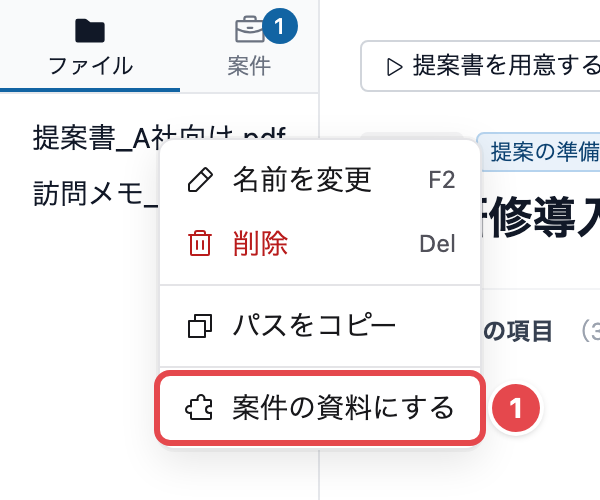 ファイル
1
案件
提案書を用意する
提案書_A社向け.pdf
提案の準備
訪問メモ_
名前を変更 F2
修導入
削除 Del
の項目 (3
パスをコピー
案件の資料にする
1